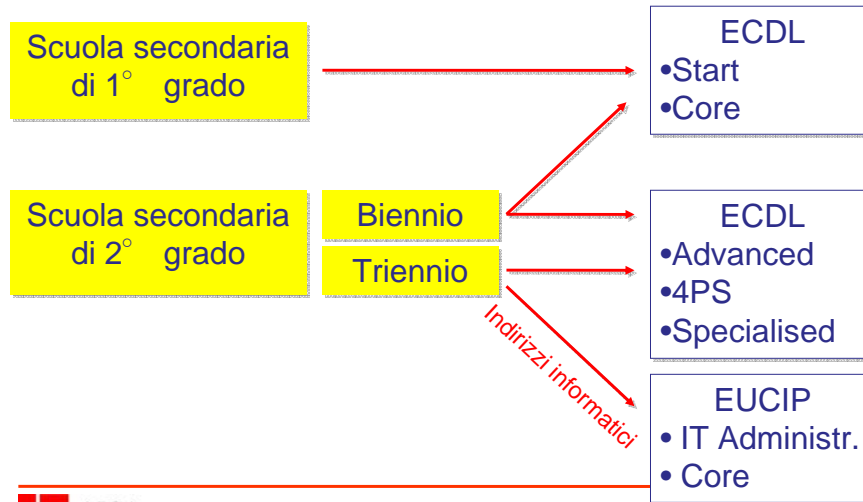 Scuola secondaria
di 1° grado
ECDL
•Start
•Core
Scuola secondaria
di 2° grado
Biennio
Triennio
ECDL
•Advanced
•4PS
•Specialised
Indirizzi informatici
EUCIP
• IT Administr.
• Core